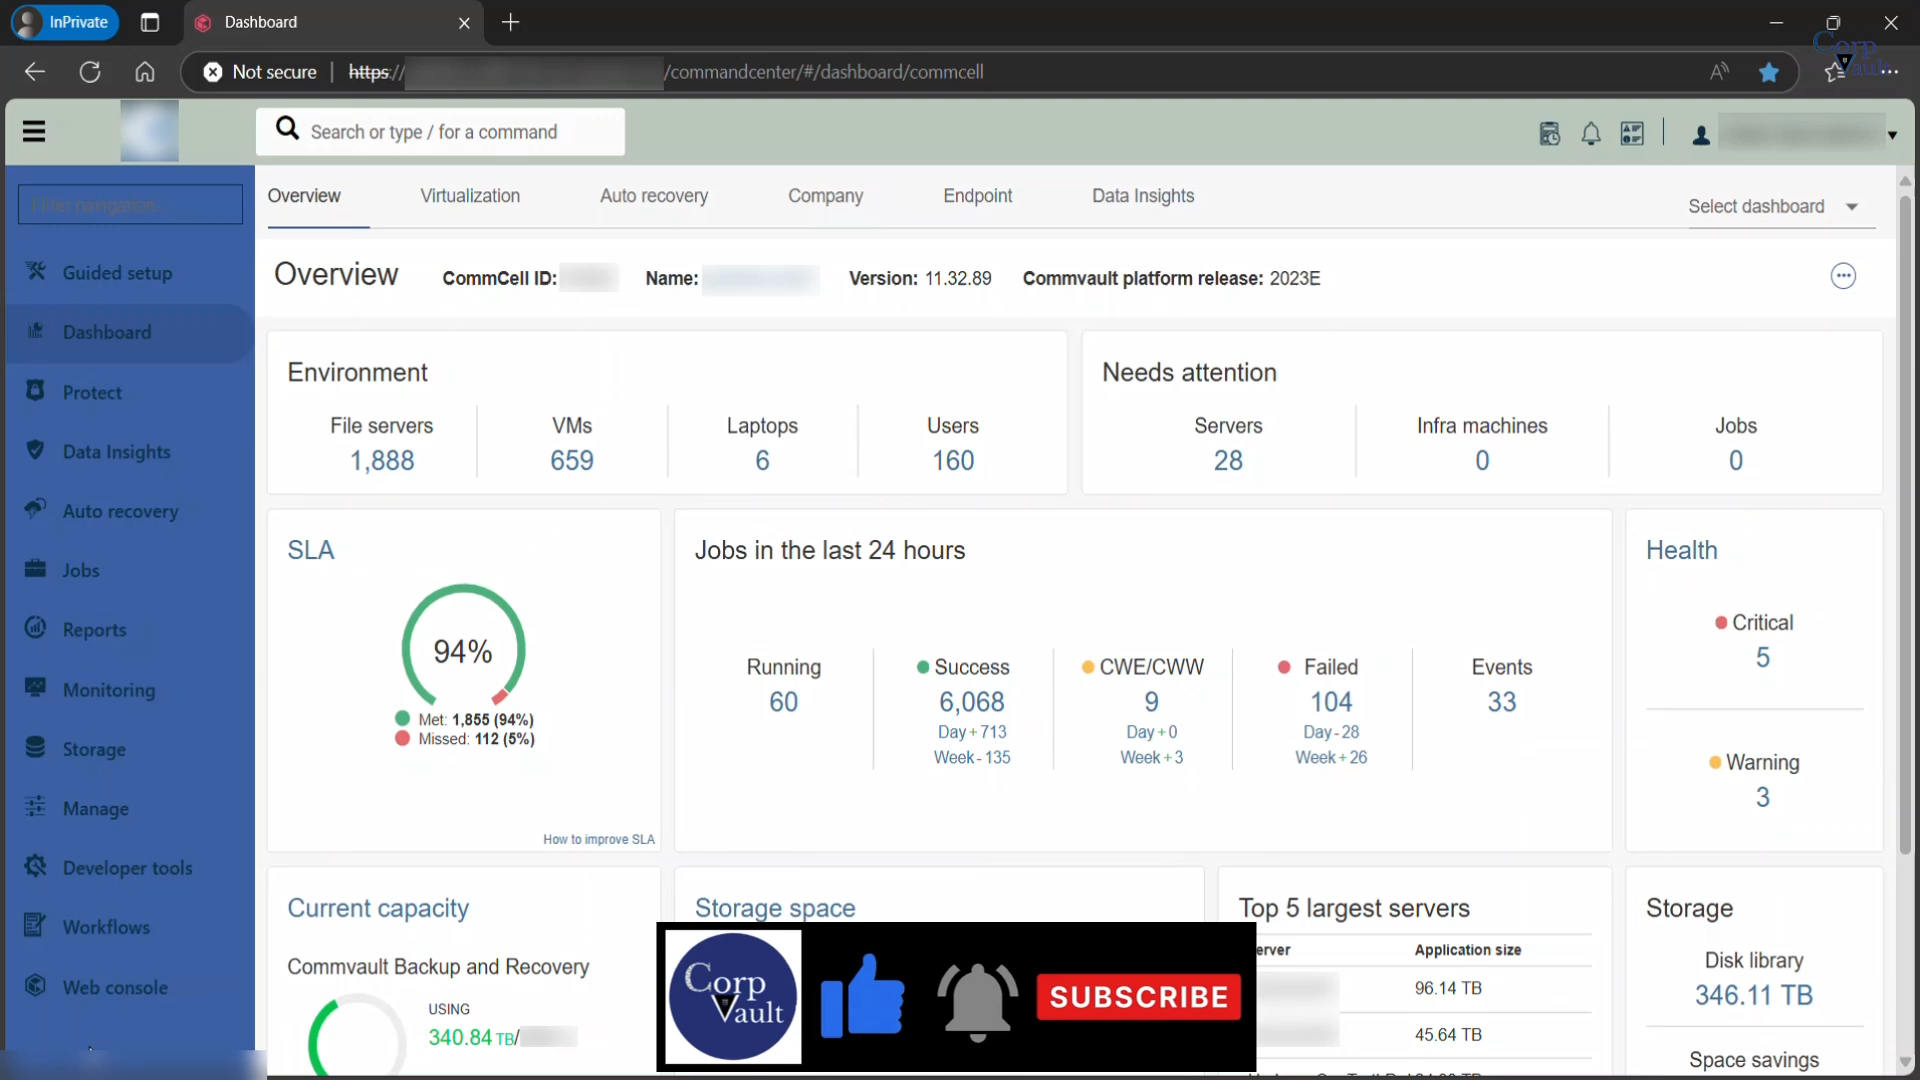 InPrivate
Dashboard
Not secure
https://
/commandcenter/#/dashboard/commcell
Corp
Vault
Search or type / for a command
Filter navigation...
Guided setup
Dashboard
Protect
Data Insights
Auto recovery
Jobs
Reports
Monitoring
Storage
Manage
Developer tools
Workflows
Web console
Overview Virtualization Auto recovery Company Endpoint Data Insights
Select dashboard
Overview CommCell ID: Name: Version: 11.32.89 Commvault platform release: 2023E
Environment
File servers VMs Laptops Users
1,888 659 6 160
Needs attention
Servers Infra machines Jobs
28 0 0
SLA
94%
Met: 1,855 (94%)
Missed: 112 (5%)
How to improve SLA
Jobs in the last 24 hours
Running Success CWE/CWW Failed Events
60 6,068 9 104 33
Day+713 Day+0 Day-28
Week-135 Week+3 Week+26
Health
Critical
5
Warning
3
Current capacity
Commvault Backup and Recovery
USING
340.84 TB/
Storage space
Corp
Vault
SUBSCRIBE
Top 5 largest servers
erver Application size
96.14 TB
45.64 TB
Storage
Disk library
346.11 TB
Space savings